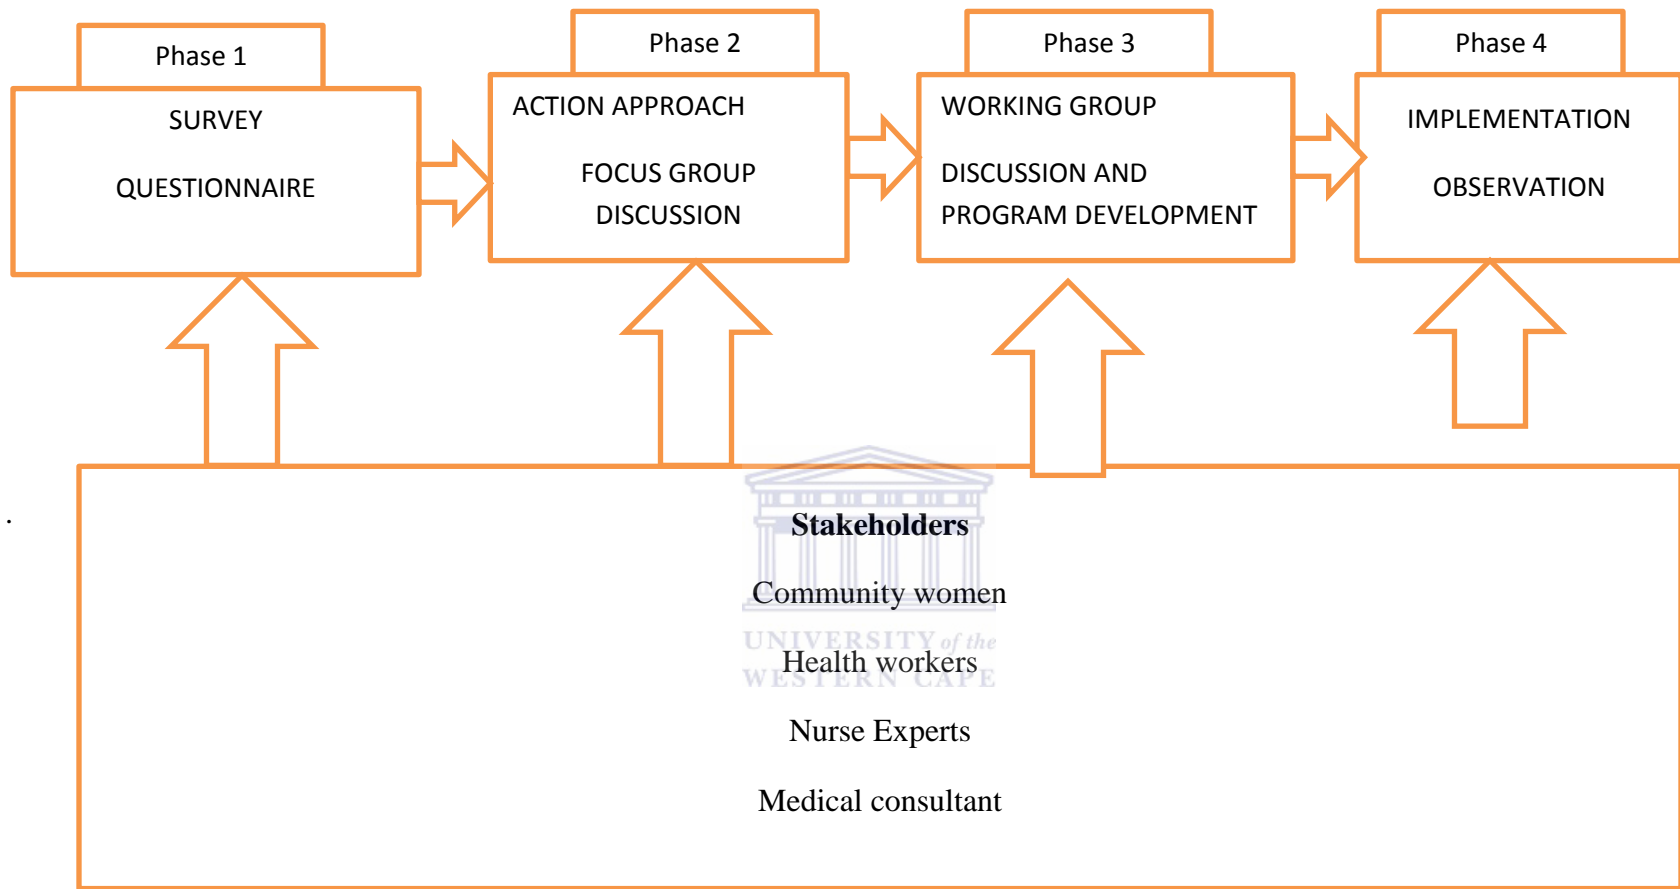 Phase 1
SURVEY
QUESTIONNAIRE
Phase 2
ACTION APPROACH
FOCUS GROUP
DISCUSSION
Phase 3
WORKING GROUP
DISCUSSION AND
PROGRAM DEVELOPMENT
Phase 4
IMPLEMENTATION
OBSERVATION
.
Stakeholders
Community women
UNIVERSITY of the
Health workers
WESTERN CAPE
Nurse Experts
Medical consultant